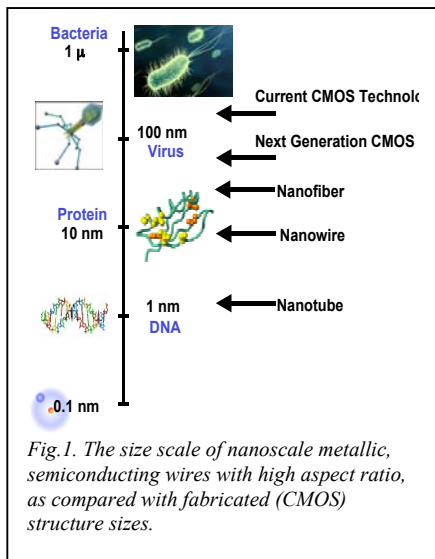 Bacteria
1 μ
Current CMOS Technolo
100 nm
Virus
Next Generation CMOS
Nanofiber
Protein
10 nm
Nanowire
1 nm
DNA
Nanotube
0.1 nm
Fig.1. The size scale of nanoscale metallic,
semiconducting wires with high aspect ratio,
as compared with fabricated (CMOS)
structure sizes.